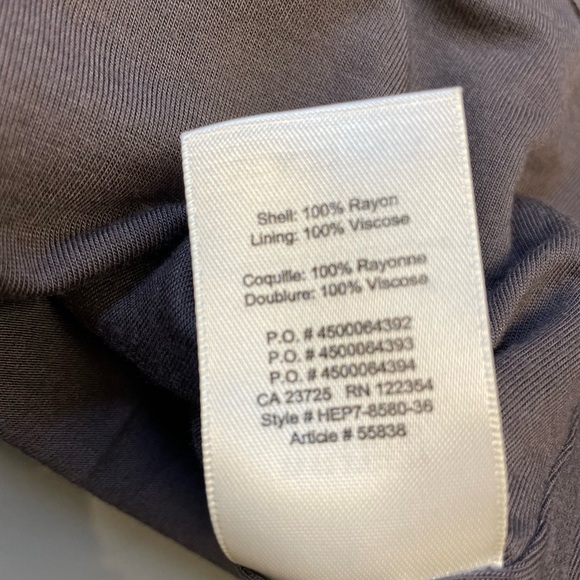 Shell: 100% Rayon
Lining: 100% Viscose
Coquille: 100% Rayonne
Doublure: 100% Viscose
P.O. # 4500064392
P.O. # 4500064393
P.O. # 4500064394
CA 23725 RN 122354
Style # HEP7-8580-36
Article # 55838